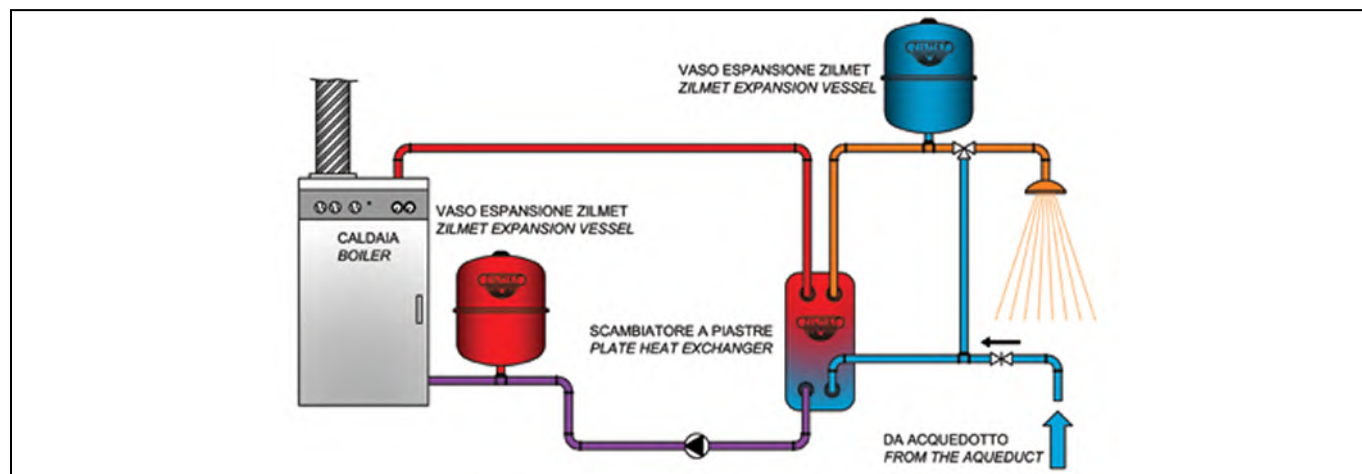 VASO ESPANSIONE ZILMET
ZILMET EXPANSION VESSEL
VASO ESPANSIONE ZILMET
ZILMET EXPANSION VESSEL
CALDAIA
BOILER
SCAMBIATORE A PIASTRE
PLATE HEAT EXCHANGER
DA ACQUEDOTTO
FROM THE AQUEDUCT